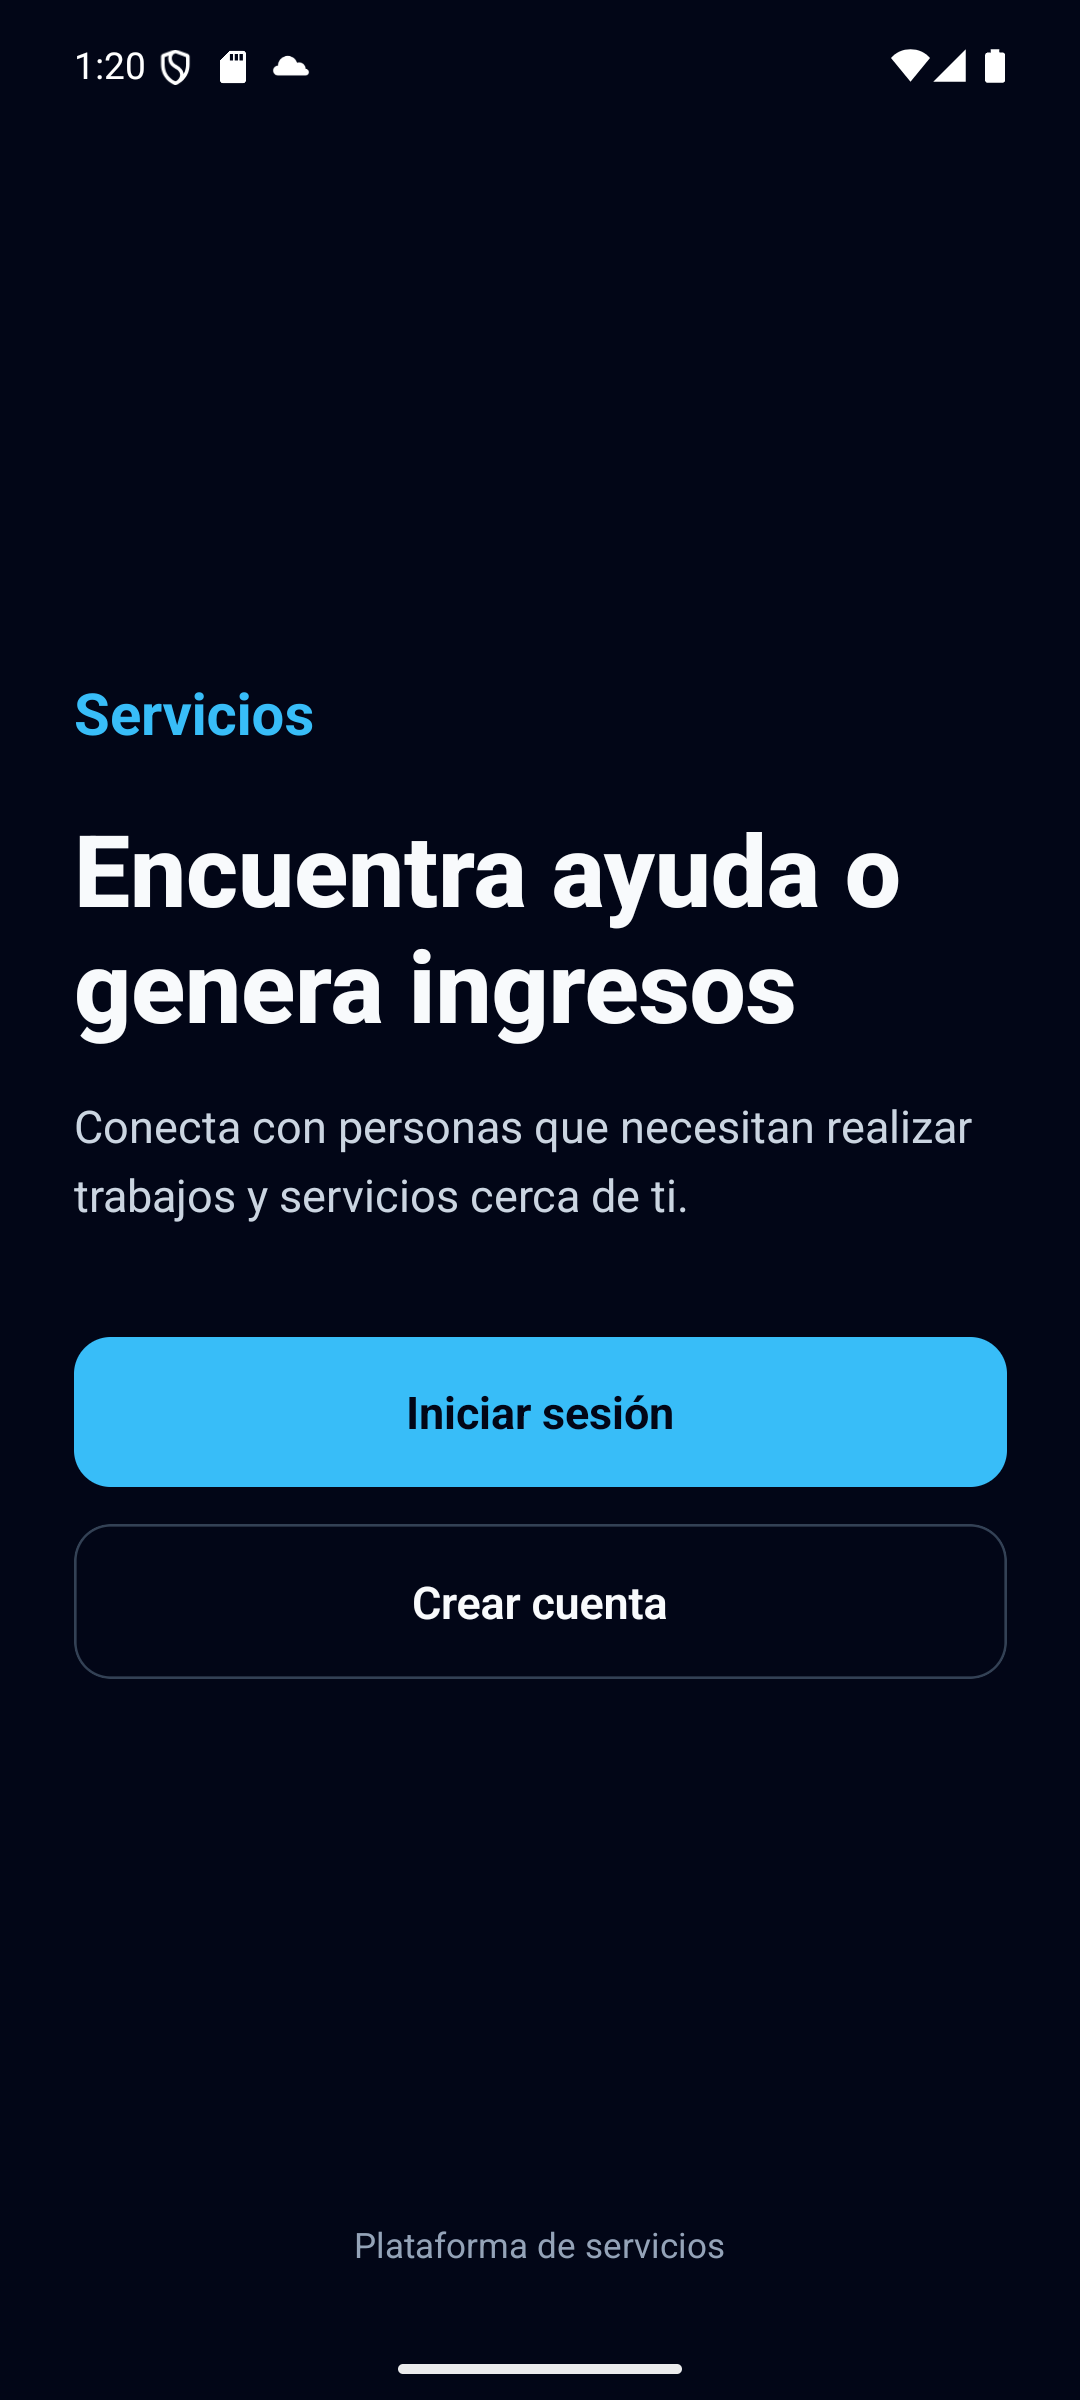 1:20
Servicios
Encuentra ayuda o
genera ingresos
Conecta con personas que necesitan realizar
trabajos y servicios cerca de ti.
Iniciar sesión
Crear cuenta
Plataforma de servicios